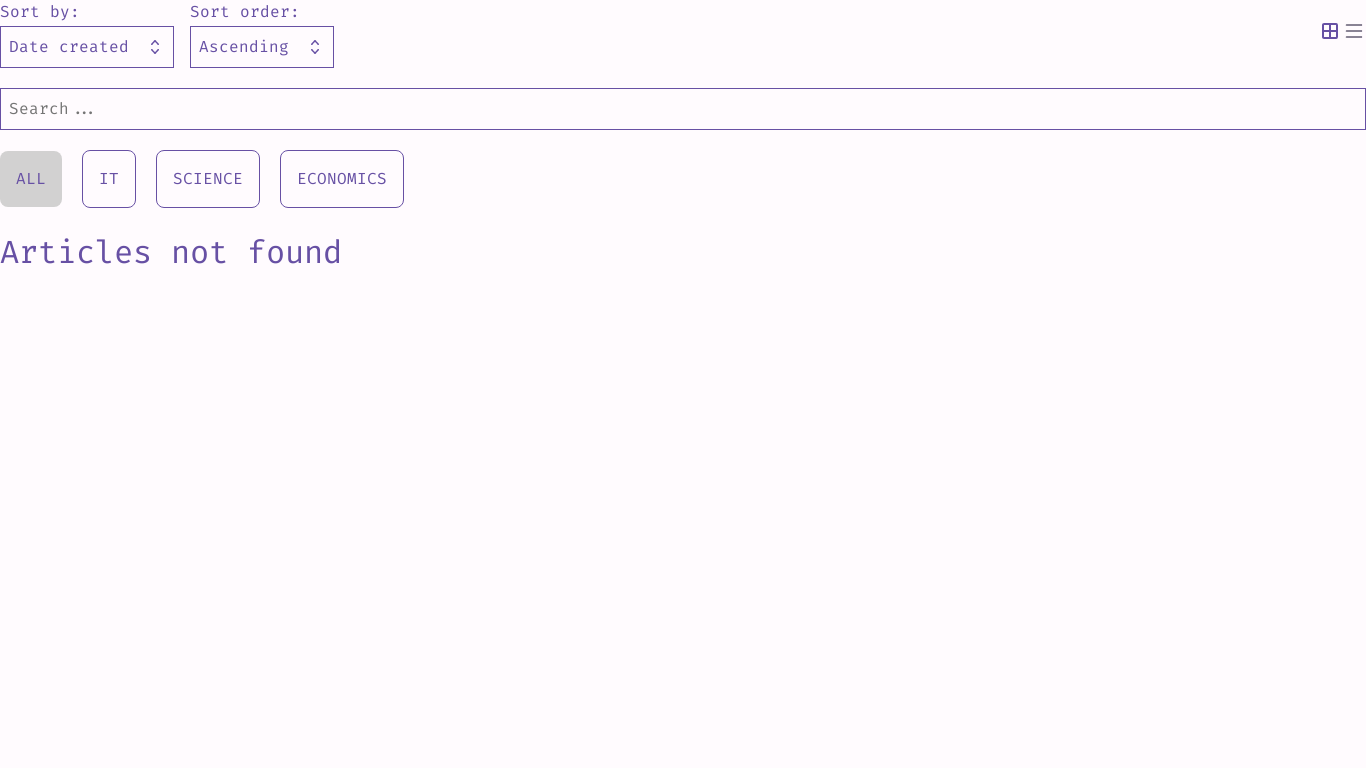 Sort by:
Sort order:
Date created
Ascending
Search...
ALL
IT
SCIENCE
ECONOMICS
Articles not found